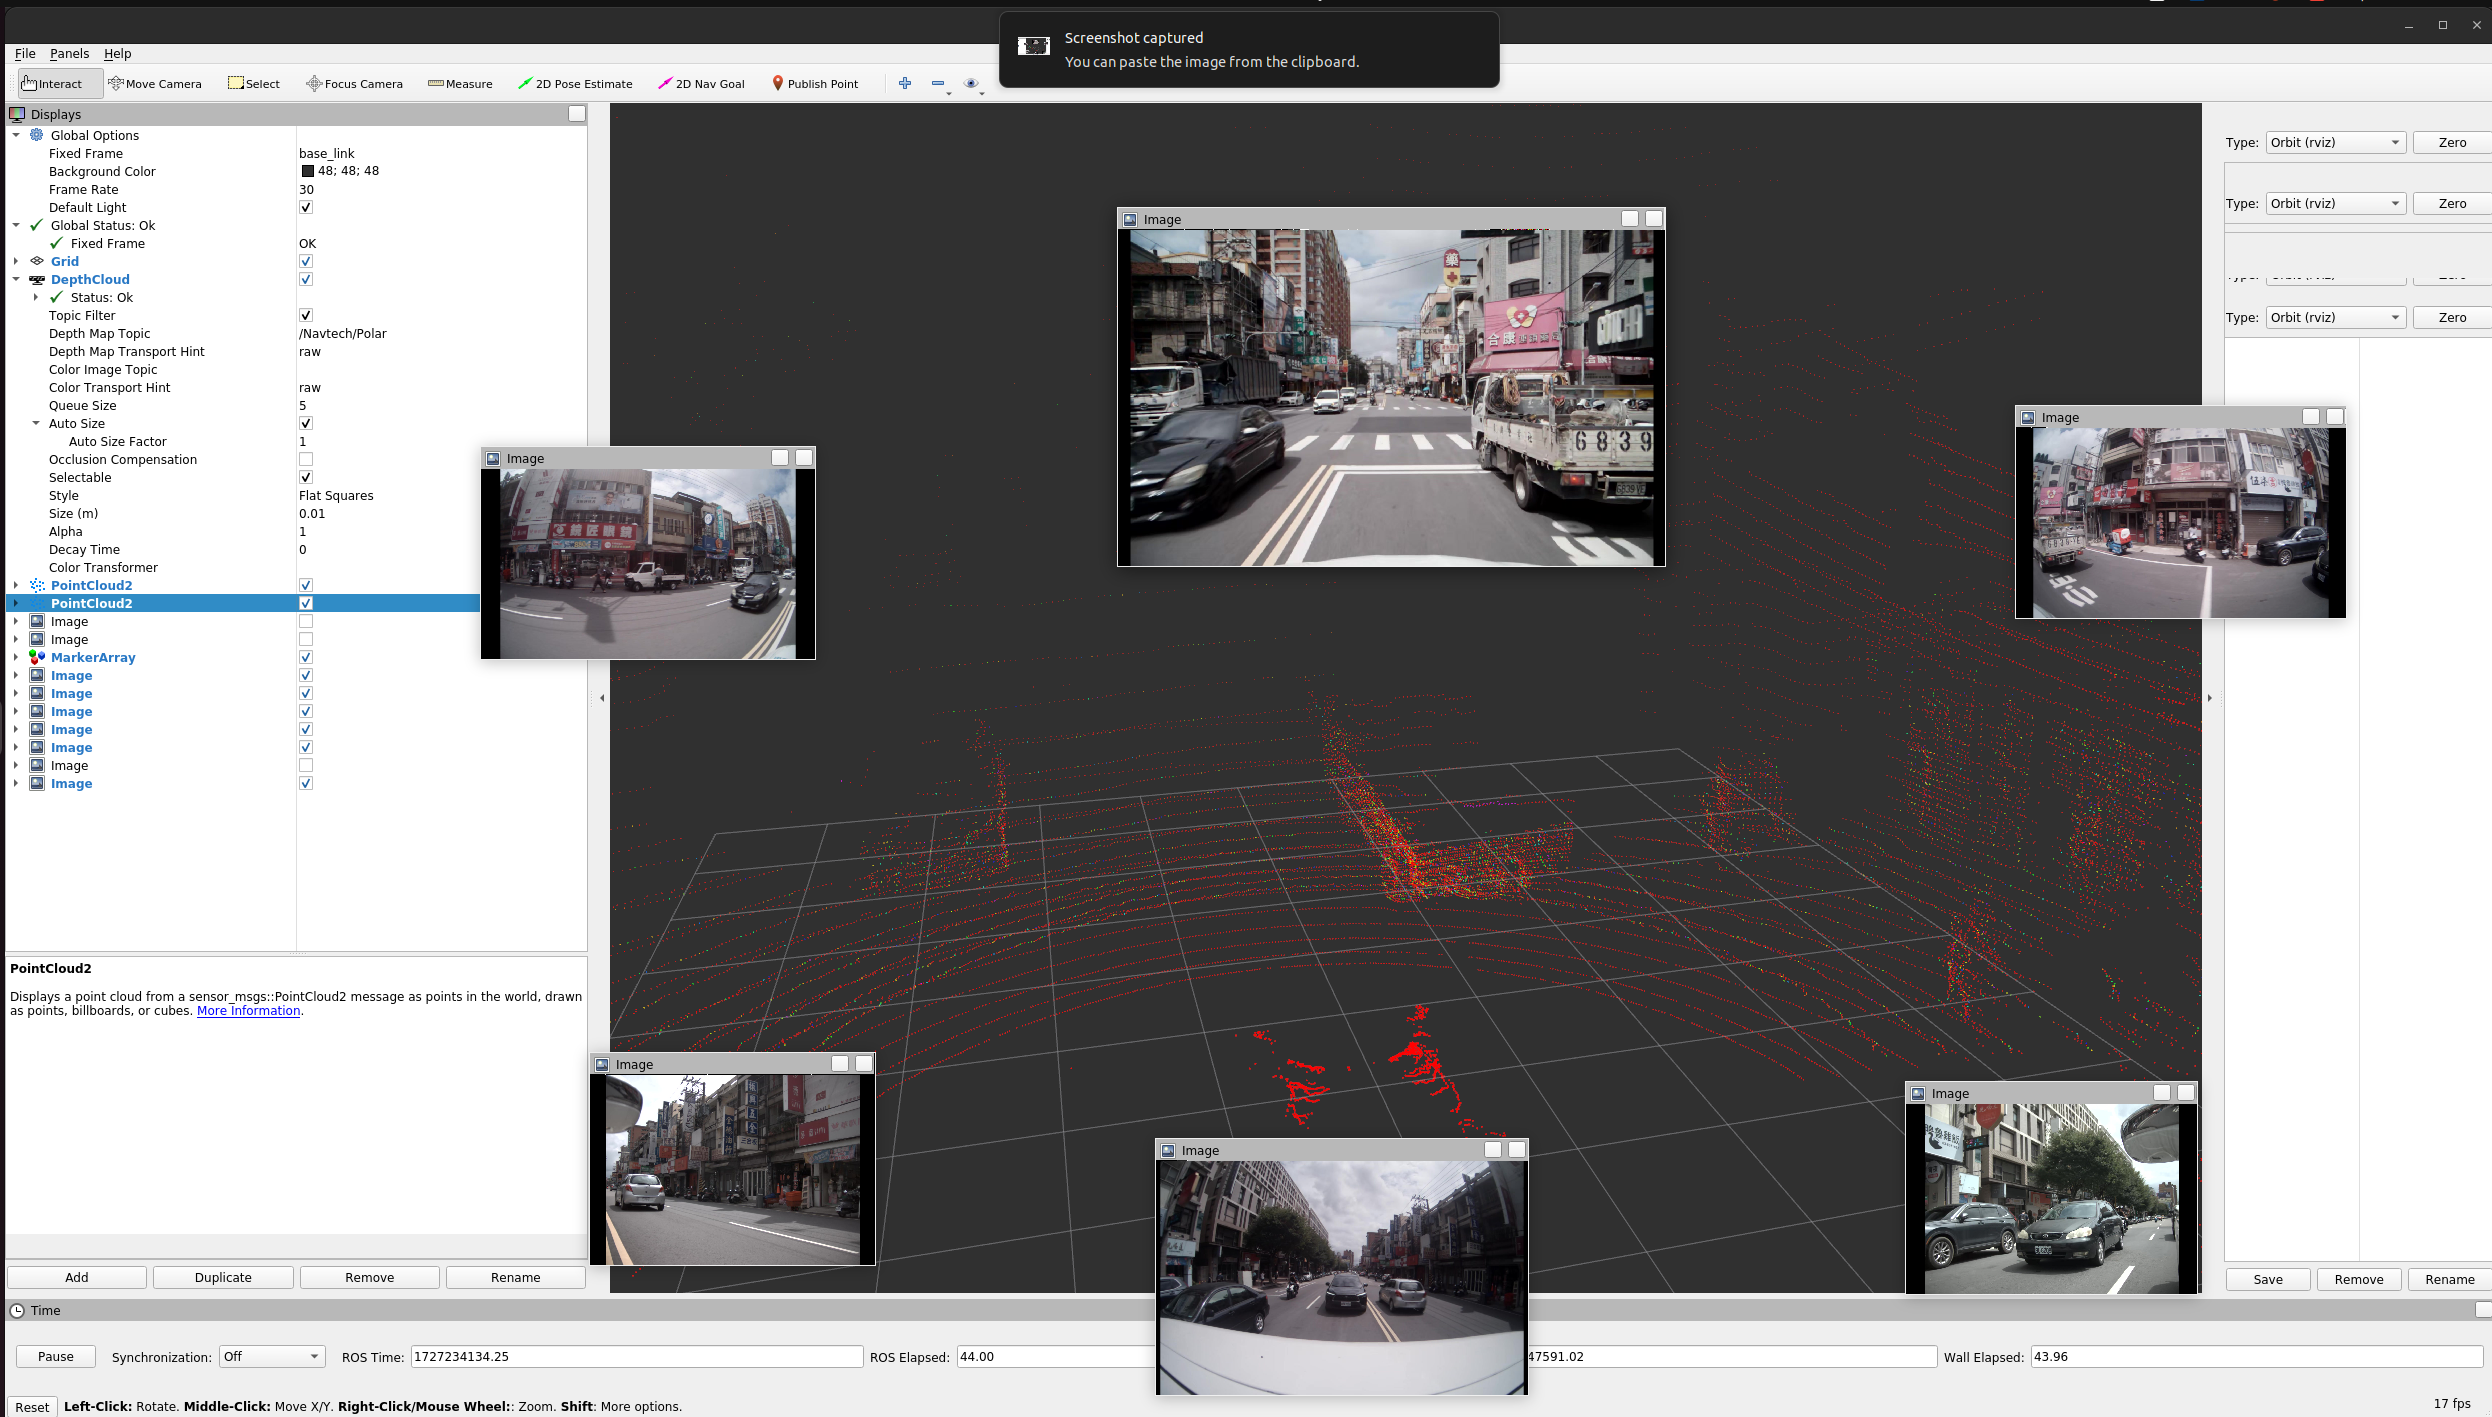 Screenshot captured
You can paste the image from the clipboard.
File Panels Help
Interact Move Camera Select Focus Camera Measure 2D Pose Estimate 2D Nav Goal Publish Point
Displays
Global Options
Fixed Frame base_link
Background Color 48; 48; 48
Frame Rate 30
Default Light
Global Status: Ok
Fixed Frame OK
Grid
DepthCloud
Status: Ok
Topic Filter
Depth Map Topic /Navtech/Polar
Depth Map Transport Hint raw
Color Image Topic
Color Transport Hint raw
Queue Size 5
Auto Size
Auto Size Factor 1
Occlusion Compensation
Selectable
Style Flat Squares
Size (m) 0.01
Alpha 1
Decay Time 0
Color Transformer
PointCloud2
PointCloud2
Image
Image
MarkerArray
Image
Image
Image
Image
Image
Image
Image
PointCloud2
Displays a point cloud from a sensor_msgs::PointCloud2 message as points in the world, drawn
as points, billboards, or cubes. More Information.
Add Duplicate Remove Rename
Image
藥
合康
6839
Image
Image
Image
Image
Image
Type: Orbit (rviz) Zero
Type: Orbit (rviz) Zero
Type: Orbit (rviz) Zero
Type: Orbit (rviz) Zero
Save Remove Rename
Time
Pause Synchronization: Off ROS Time: 1727234134.25 ROS Elapsed: 44.00 47591.02 Wall Elapsed: 43.96
Reset Left-Click: Rotate. Middle-Click: Move X/Y. Right-Click/Mouse Wheel:: Zoom. Shift: More options. 17 fps